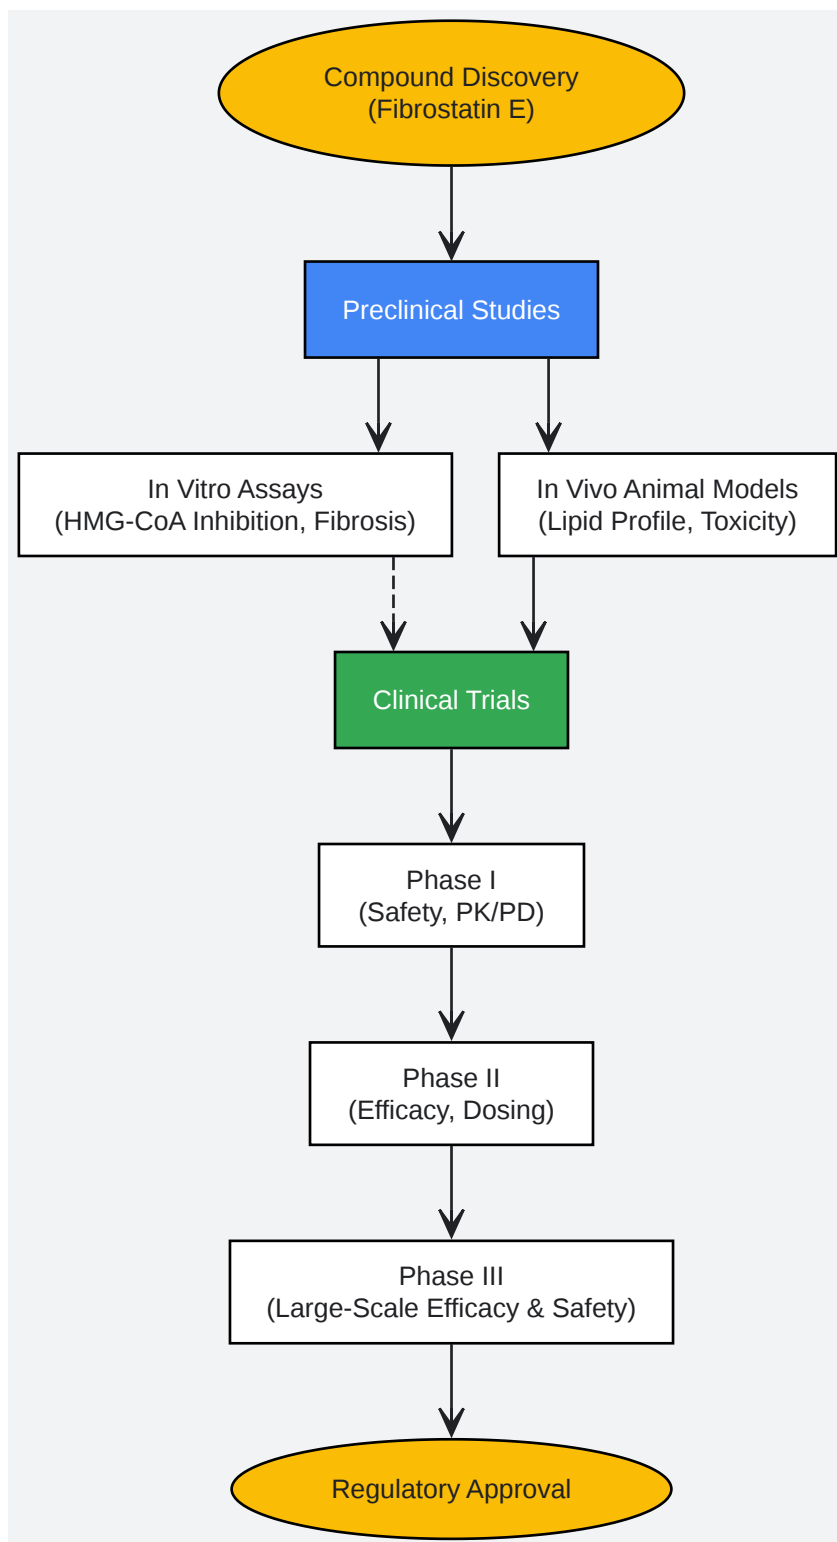 Compound Discovery
(Fibrostatin E)
Preclinical Studies
In Vitro Assays
(HMG-CoA Inhibition, Fibrosis)
In Vivo Animal Models
(Lipid Profile, Toxicity)
Clinical Trials
Phase I
(Safety, PK/PD)
Phase II
(Efficacy, Dosing)
Phase III
(Large-Scale Efficacy & Safety)
Regulatory Approval